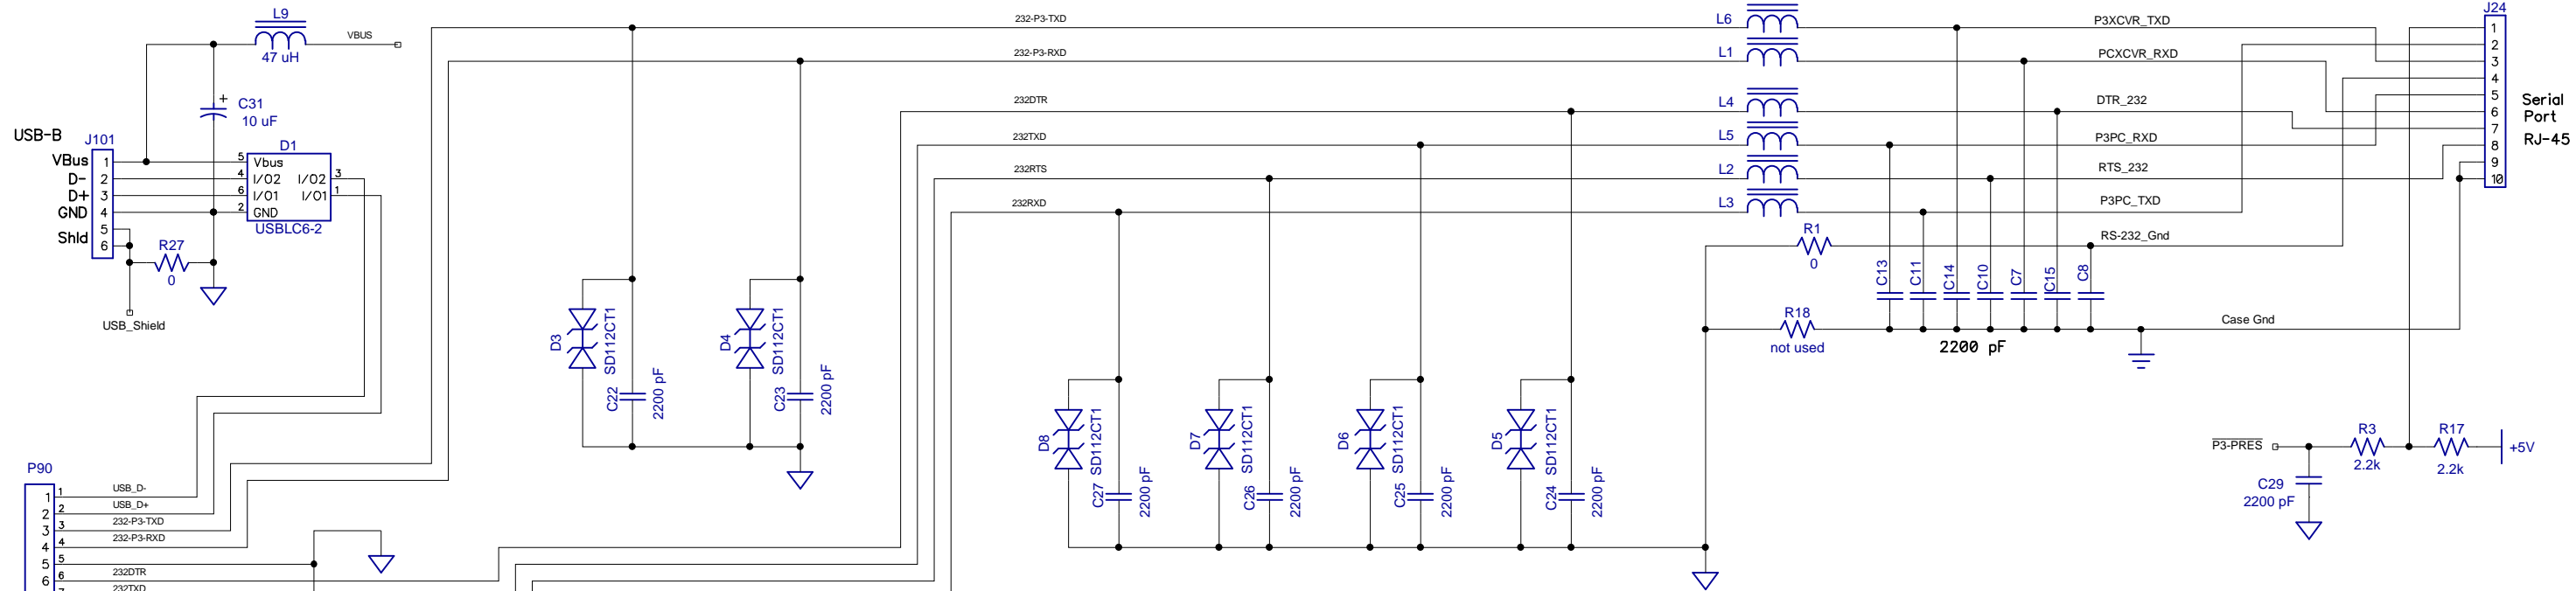 L9
47 uH
VBUS
+
C31
10 uF
USB-B
J101
VBus
D-
D+
GND
Shld
1
2
3
4
5
6
D1
5
4
6
2
Vbus
I/O2
I/O1
GND
I/O2
I/O1
3
1
USBLC6-2
R27
0
USB_Shield
P90
1
2
3
4
5
6
1
2
3
4
5
6
USB_D-
USB_D+
232-P3-TXD
232-P3-RXD
232DTR
232TXD
232-P3-TXD
232-P3-RXD
232DTR
232TXD
232RTS
232RXD
D3
SD112CT1
C22
2200 pF
D4
SD112CT1
C23
2200 pF
D8
SD112CT1
C27
2200 pF
D7
SD112CT1
C26
2200 pF
D6
SD112CT1
C25
2200 pF
D5
SD112CT1
C24
2200 pF
L6
L1
L4
L5
L2
L3
R1
0
R18
not used
C13
C11
C14
C10
C7
C15
C8
2200 pF
P3XCVR_TXD
PCXCVR_RXD
DTR_232
P3PC_RXD
RTS_232
P3PC_TXD
RS-232_Gnd
Case Gnd
J24
1
2
3
4
5
6
7
8
9
10
Serial
Port
RJ-45
P3-PRES
R3
2.2k
R17
2.2k
+5V
C29
2200 pF